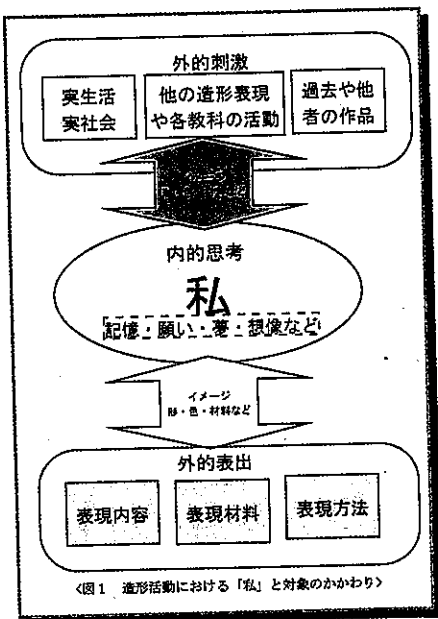 外的刺激
実生活
実社会
他の造形表現
や各教科の活動
過去や他
者の作品
イメージ
内的思考
私
記憶・願い・夢・想像など
イメージ
形・色・材料など
外的表出
表現内容
表現材料
表現方法
〈図1 造形活動における「私」と対象のかかわり〉